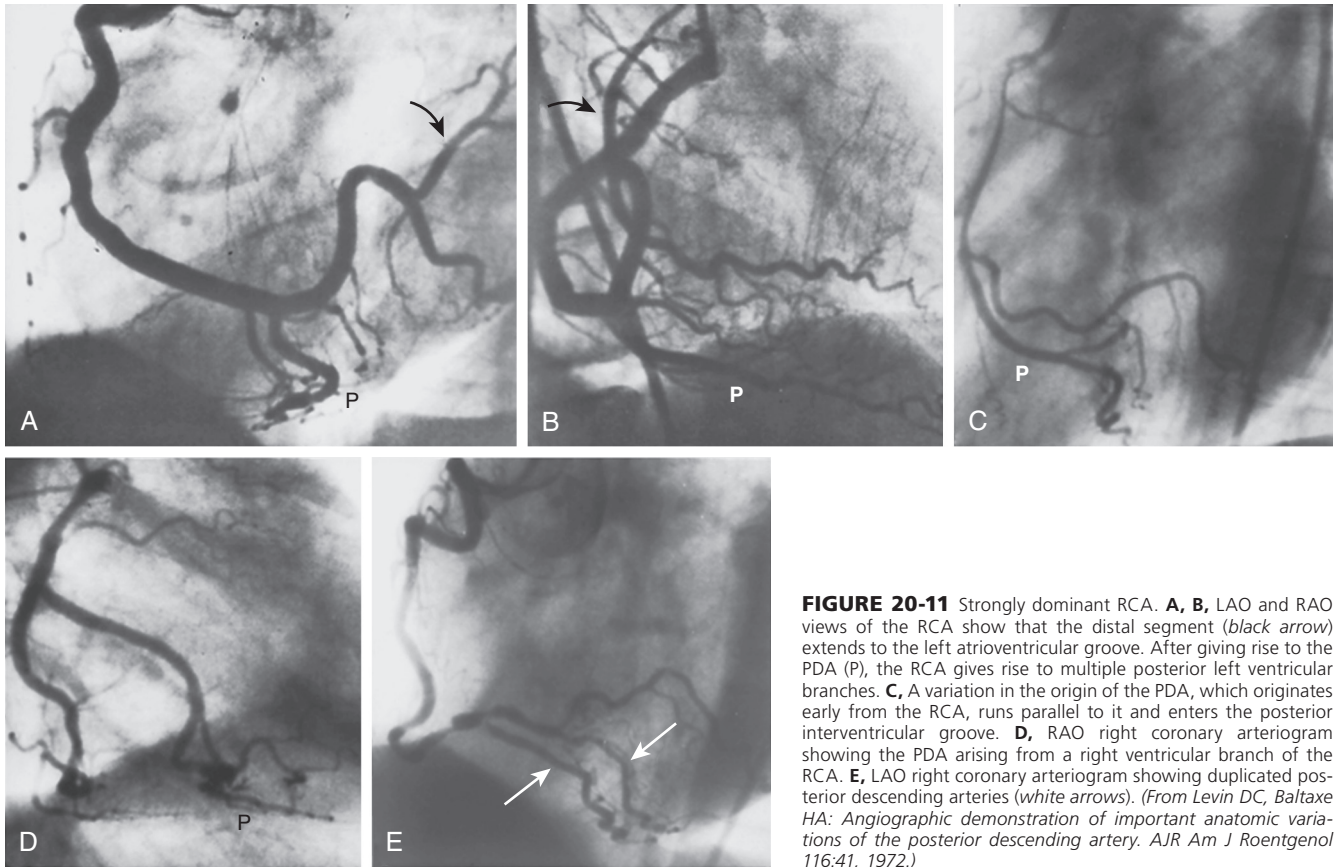 P
A
P
B
P
C
P
D
E
FIGURE 20-11 Strongly dominant RCA. A, B, LAO and RAO
views of the RCA show that the distal segment (black arrow)
extends to the left atrioventricular groove. After giving rise to the
PDA (P), the RCA gives rise to multiple posterior left ventricular
branches. C, A variation in the origin of the PDA, which originates
early from the RCA, runs parallel to it and enters the posterior
interventricular groove. D, RAO right coronary arteriogram
showing the PDA arising from a right ventricular branch of the
RCA. E, LAO right coronary arteriogram showing duplicated pos-
terior descending arteries (white arrows). (From Levin DC, Baltaxe
HA: Angiographic demonstration of important anatomic varia-
tions of the posterior descending artery. AJR Am J Roentgenol
116:41, 1972.)